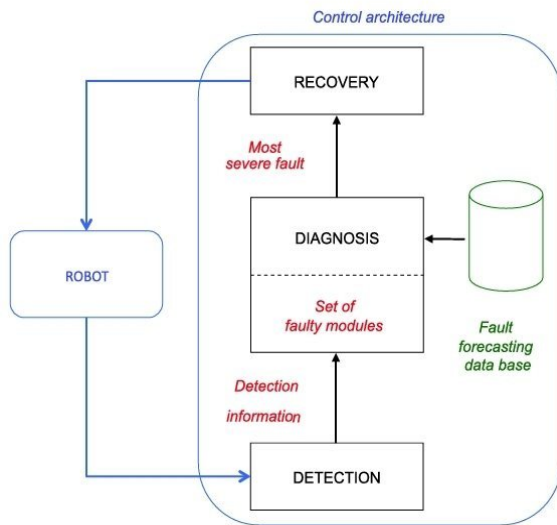 Control architecture
RECOVERY
Most
severe fault
DIAGNOSIS
ROBOT
Set of
faulty modules
Fault
forecasting
data base
Detection
information
DETECTION